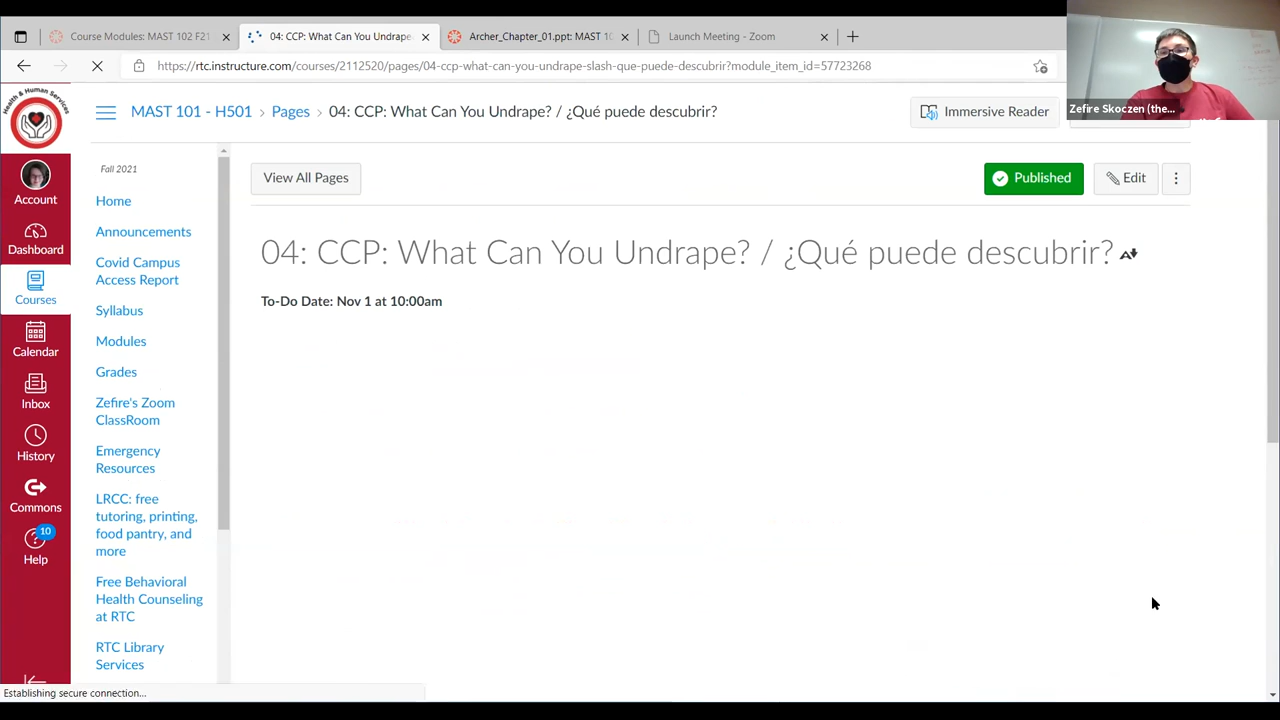 Course Modules: MAST 102 F21
04: CCP: What Can You Undrape
Archer_Chapter_01.ppt: MAST 10
Launch Meeting - Zoom
https://rtc.instructure.com/courses/2112520/pages/04-ccp-what-can-you-undrape-slash-que-puede-descubrir?module_item_id=57723268
Zefire Skoczen (the...
Health & Human Services
MAST 101 - H501 > Pages > 04: CCP: What Can You Undrape? / ¿Qué puede descubrir?
Immersive Reader
Account
Dashboard
Courses
Calendar
Inbox
History
Commons
10
Help
Fall 2021
Home
Announcements
Covid Campus
Access Report
Syllabus
Modules
Grades
Zefire's Zoom
ClassRoom
Emergency
Resources
LRCC: free
tutoring, printing,
food pantry, and
more
Free Behavioral
Health Counseling
at RTC
RTC Library
Services
View All Pages
Published
Edit
04: CCP: What Can You Undrape? / ¿Qué puede descubrir?
To-Do Date: Nov 1 at 10:00am
Establishing secure connection...